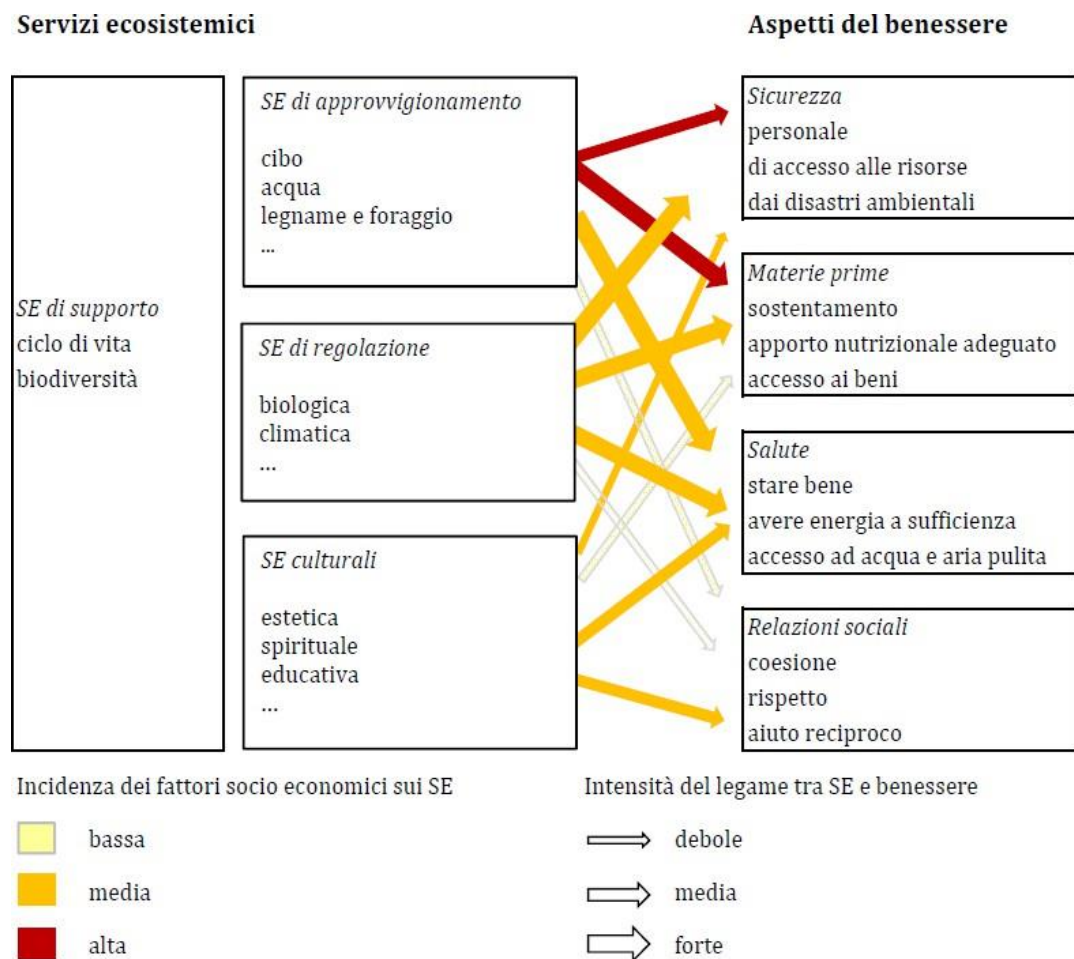 Servizi ecosistemici
Aspetti del benessere
SE di supporto
ciclo di vita
biodiversità
SE di approvvigionamento
cibo
acqua
legname e foraggio
...
SE di regolazione
biologica
climatica
...
SE culturali
estetica
spirituale
educativa
...
Sicurezza
personale
di accesso alle risorse
dai disastri ambientali
Materie prime
sostentamento
apporto nutrizionale adeguato
accesso ai beni
Salute
stare bene
avere energia a sufficienza
accesso ad acqua e aria pulita
Relazioni sociali
coesione
rispetto
aiuto reciproco
Incidenza dei fattori socio economici sui SE
bassa
media
alta
Intensità del legame tra SE e benessere
debole
media
forte